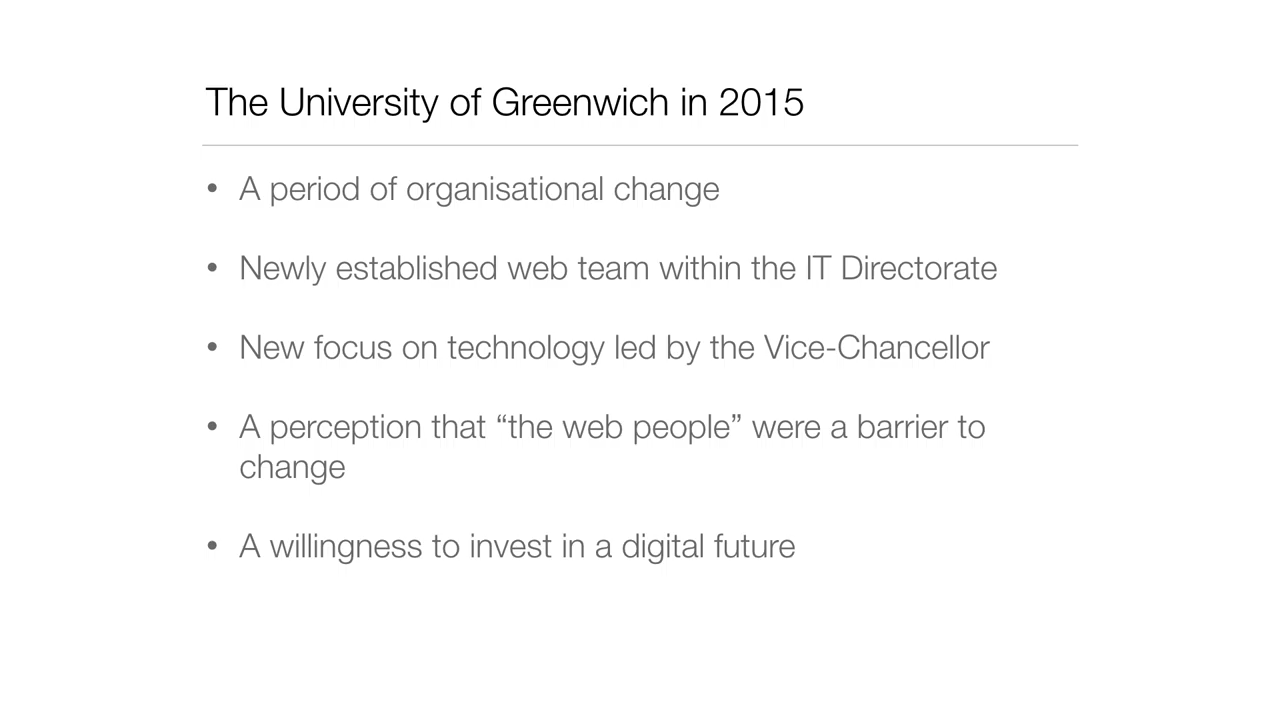 The University of Greenwich in 2015
• A period of organisational change
• Newly established web team within the IT Directorate
• New focus on technology led by the Vice-Chancellor
• A perception that “the web people” were a barrier to
change
• A willingness to invest in a digital future